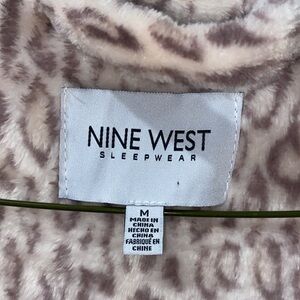 NINE WEST
SLEEPWEAR
M
MADE IN
CHINA
HECHO EN
CHINA
FABRIQUÉ EN
CHINE